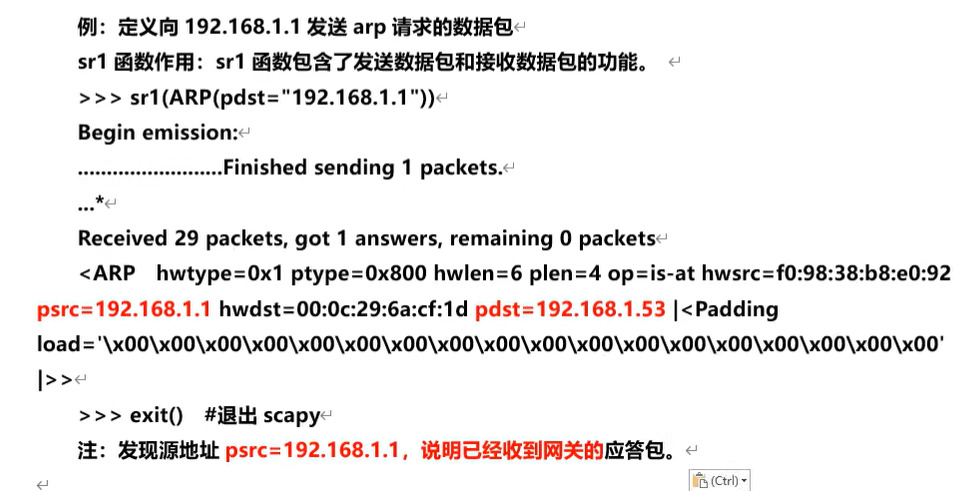 例：定义向 192.168.1.1 发送 arp 请求的数据包
sr1 函数作用：sr1 函数包含了发送数据包和接收数据包的功能。
>>> sr1(ARP(pdst="192.168.1.1"))
Begin emission:
.........................Finished sending 1 packets.
...*
Received 29 packets, got 1 answers, remaining 0 packets
<ARP hwtype=0x1 ptype=0x800 hwlen=6 plen=4 op=is-at hwsrc=f0:98:38:b8:e0:92
psrc=192.168.1.1 hwdst=00:0c:29:6a:cf:1d pdst=192.168.1.53 |<Padding
load='\x00\x00\x00\x00\x00\x00\x00\x00\x00\x00\x00\x00\x00\x00\x00\x00\x00\x00'
|>>
>>> exit() #退出 scapy
注：发现源地址 psrc=192.168.1.1，说明已经收到网关的应答包。
(Ctrl)